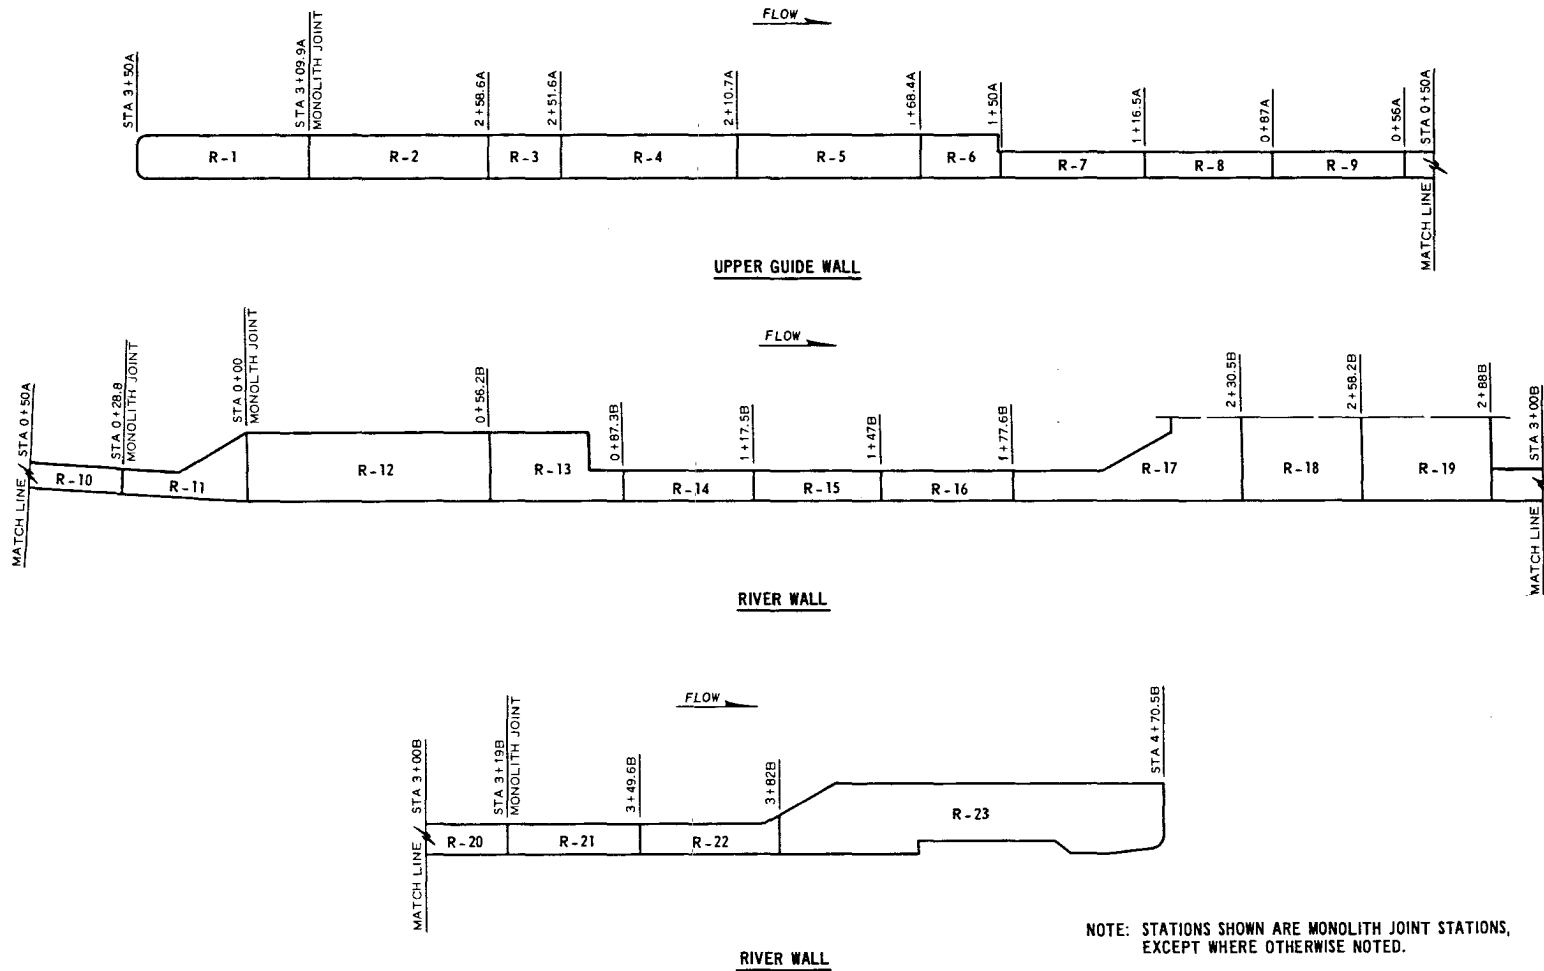 FLOW
STA 3+50A
STA 3+09.9A
MONOLITH JOINT
2+58.6A
2+51.6A
2+10.7A
1+68.4A
1+50A
1+16.5A
0+87A
0+56A
STA 0+50A
R-1
R-2
R-3
R-4
R-5
R-6
R-7
R-8
R-9
MATCH LINE
UPPER GUIDE WALL
FLOW
STA 0+50A
STA 0+28.8
MONOLITH JOINT
STA 0+00
MONOLTH JOINT
0+56.2B
0+87.3B
1+17.5B
1+47B
1+77.6B
2+30.5B
2+58.2B
2+88B
STA 3+00B
R-10
R-11
R-12
R-13
R-14
R-15
R-16
R-17
R-18
R-19
MATCH LINE
MATCH LINE
RIVER WALL
FLOW
STA 3+00B
STA 3+19B
MONOLITH JOINT
3+49.6B
3+82B
STA 4+70.5B
R-20
R-21
R-22
R-23
MATCH LINE
RIVER WALL
NOTE: STATIONS SHOWN ARE MONOLITH JOINT STATIONS,
EXCEPT WHERE OTHERWISE NOTED.